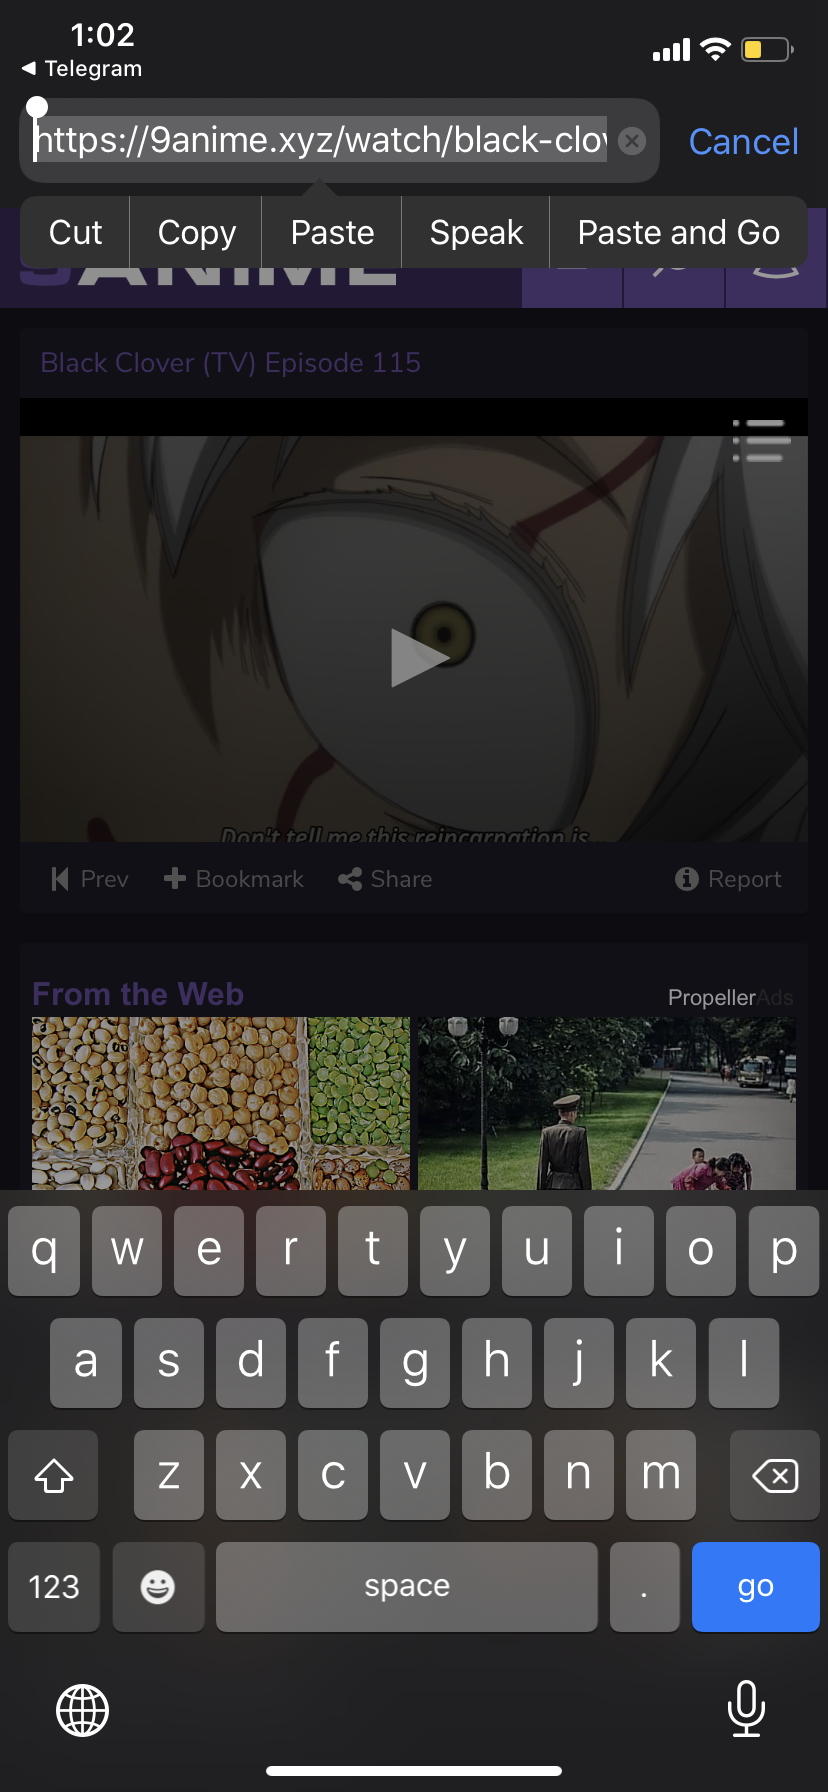 1:02
◀ Telegram
https://9anime.xyz/watch/black-clov
Cancel
Cut Copy Paste Speak Paste and Go
9ANIME
Black Clover (TV) Episode 115
Don't tell me this reincarnation is...
Prev Bookmark Share Report
From the Web
PropellerAds
q w e r t y u i o p
a s d f g h j k l
z x c v b n m
123 space . go